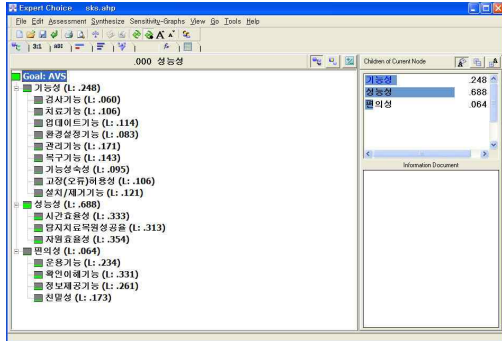 Expert Choice sks.ahp
File Edit Assessment Synthesize Sensitivity-Graphs View Go Tools Help
3:1 ABC
.000 성능성
Goal: AVS
기능성 (L: .248)
검사기능 (L: .060)
치료기능 (L: .106)
업데이트기능 (L: .114)
환경설정기능 (L: .083)
관리기능 (L: .171)
복구기능 (L: .143)
기능성숙성 (L: .095)
고장(오류)허용성 (L: .106)
설치/제거기능 (L: .121)
성능성 (L: .688)
시간효율성 (L: .333)
탐지치료복원성공율 (L: .313)
자원효율성 (L: .354)
편의성 (L: .064)
운용기능 (L: .234)
확인이해기능 (L: .331)
정보제공기능 (L: .261)
친밀성 (L: .173)
Children of Current Node
기능성 .248
성능성 .688
편의성 .064
Information Document